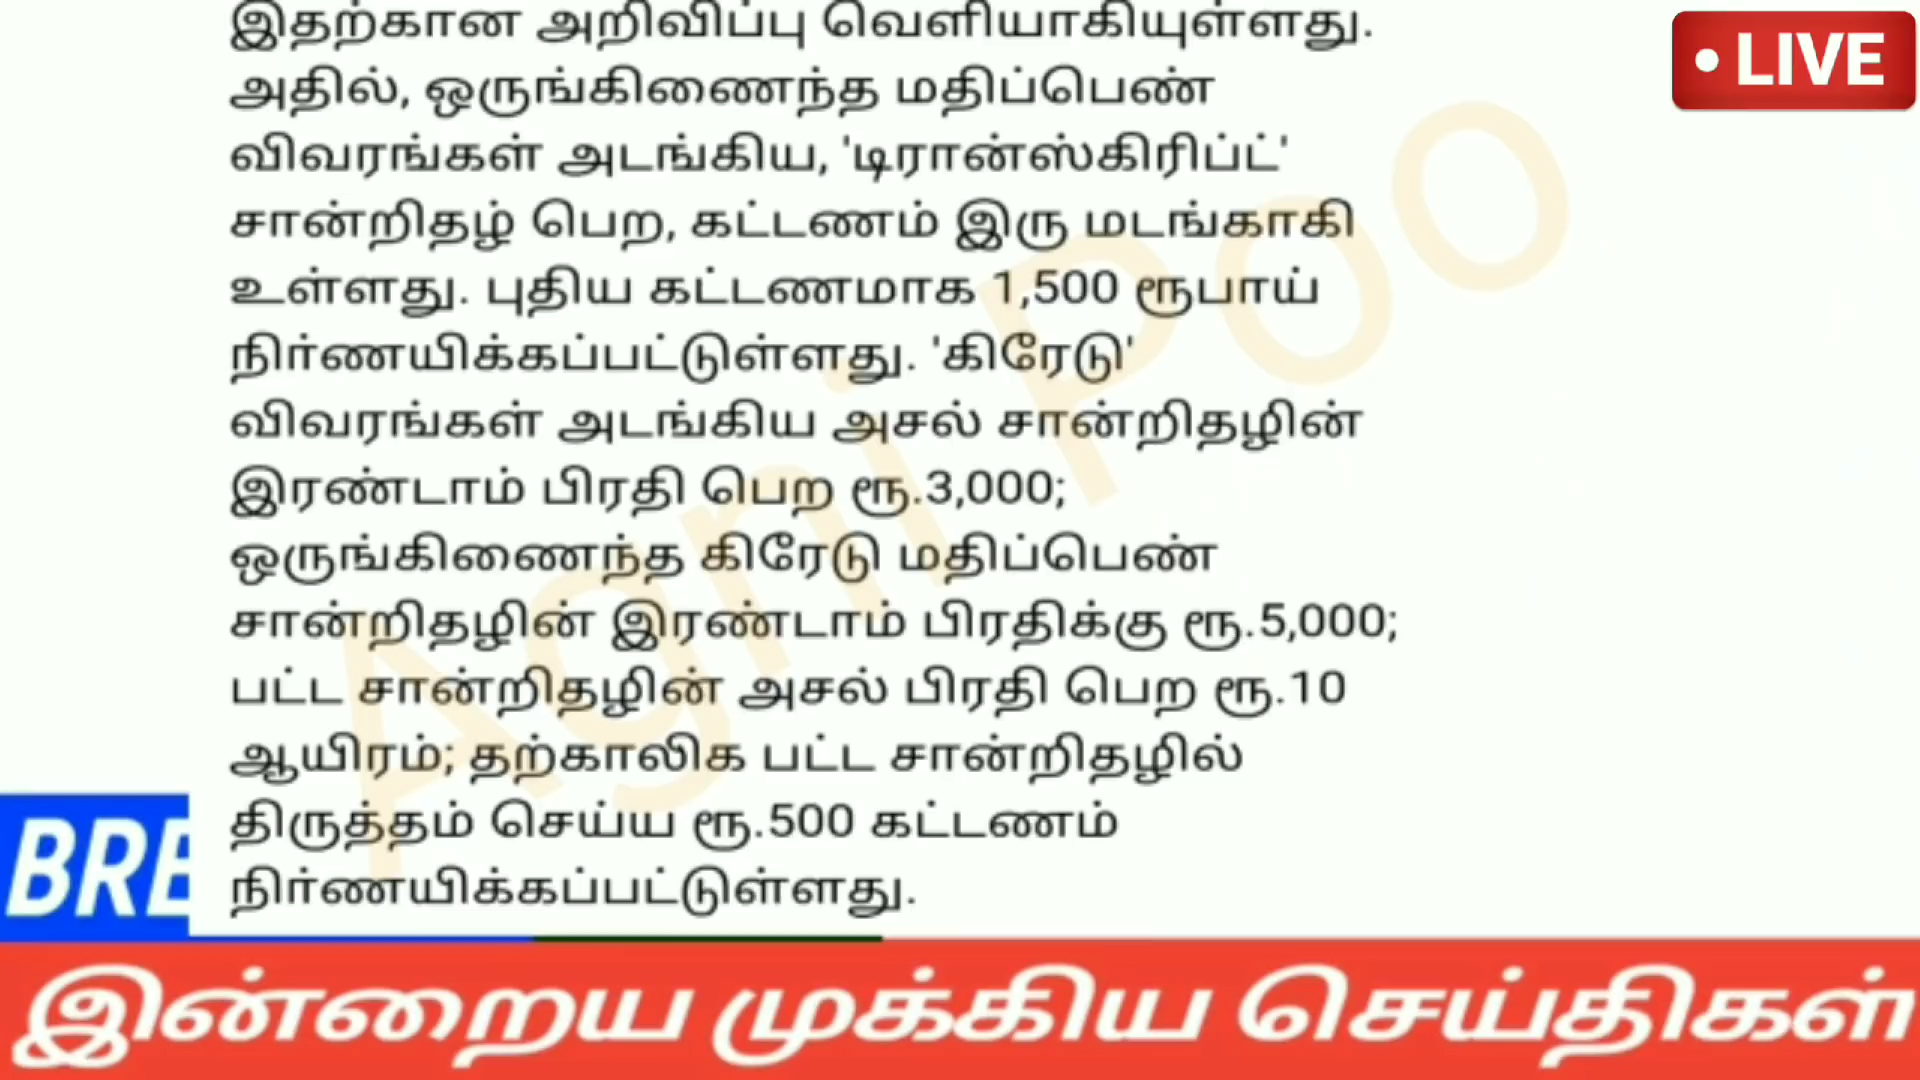 இதற்கான அறிவிப்பு வெளியாகியுள்ளது.
• LIVE
அதில், ஒருங்கிணைந்த மதிப்பெண்
விவரங்கள் அடங்கிய, 'டிரான்ஸ்கிரிப்ட்'
சான்றிதழ் பெற, கட்டணம் இரு மடங்காகி
உள்ளது. புதிய கட்டணமாக 1,500 ரூபாய்
நிர்ணயிக்கப்பட்டுள்ளது. 'கிரேடு'
விவரங்கள் அடங்கிய அசல் சான்றிதழின்
இரண்டாம் பிரதி பெற ரூ.3,000;
ஒருங்கிணைந்த கிரேடு மதிப்பெண்
சான்றிதழின் இரண்டாம் பிரதிக்கு ரூ.5,000;
பட்ட சான்றிதழின் அசல் பிரதி பெற ரூ.10
ஆயிரம்; தற்காலிக பட்ட சான்றிதழில்
திருத்தம் செய்ய ரூ.500 கட்டணம்
நிர்ணயிக்கப்பட்டுள்ளது.
Agni Poo
BRE
இன்றைய முக்கிய செய்திகள்